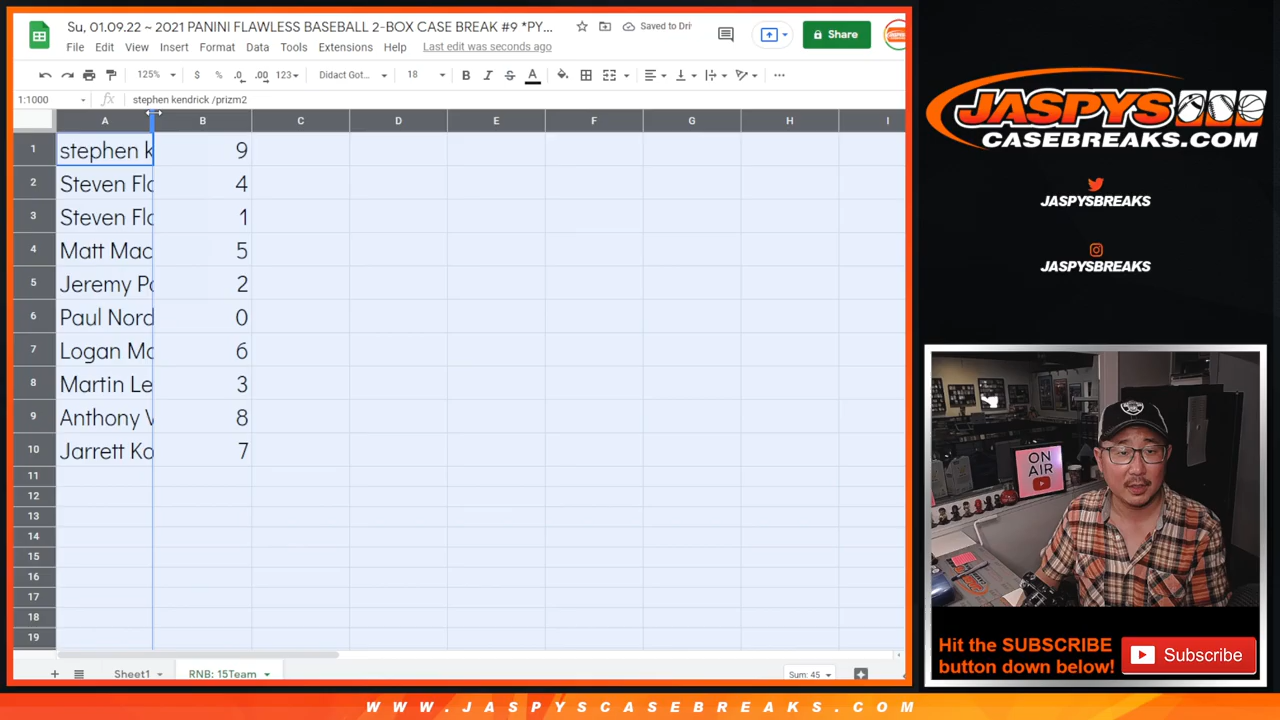 Su, 01.09.22 ~ 2021 PANINI FLAWLESS BASEBALL 2-BOX CASE BREAK #9 *PY...
Saved to Dri
File Edit View Insert Format Data Tools Extensions Help Last edit was seconds ago
Share
125% $ % .0 .00 123 Didact Got... 18 B I S A
1:1000 fx stephen kendrick /prizm2
A B C D E F G H I
1 stephen k 9
2 Steven Flo 4
3 Steven Flo 1
4 Matt Mac 5
5 Jeremy Po 2
6 Paul Nord 0
7 Logan Mo 6
8 Martin Le 3
9 Anthony V 8
10 Jarrett Ko 7
11
12
13
14
15
16
17
18
19
Sheet1 RNB: 15Team Sum: 45
JASPYS
CASEBREAKS.COM
JASPYSBREAKS
JASPYSBREAKS
ON
AIR
Hit the SUBSCRIBE
button down below!
Subscribe
WWW.JASPYSCASEBREAKS.COM